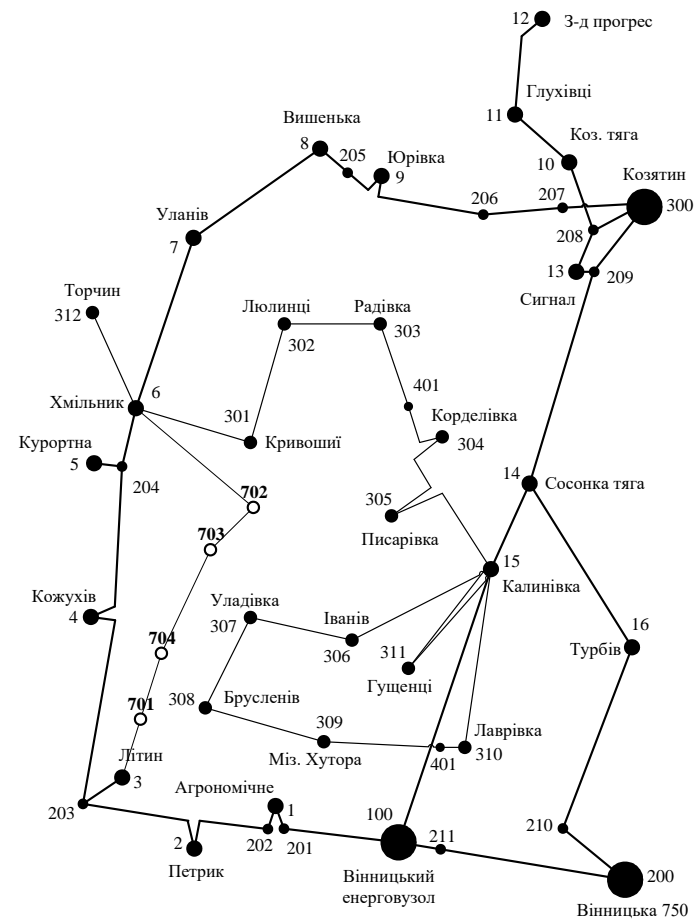 12
З-д прогрес
Глухівці
11
Вишенька
8
205
Юрівка
9
Коз. тяга
10
Козятин
300
206
207
208
Уланів
7
13
209
Сигнал
Торчин
312
Люлинці
302
Радівка
303
Хмільник
6
301
Кривошиї
401
Корделівка
304
Курортна
5
204
14
Сосонка тяга
702
305
Писарівка
703
15
Калинівка
Кожухів
4
Уладівка
307
Іванів
306
311
Гущенці
16
Турбів
704
308
Брусленів
701
309
Міз. Хутора
Лаврівка
401
310
Літин
3
Агрономічне
1
203
202
201
100
211
210
2
Петрик
Вінницький
енерговузол
200
Вінницька 750